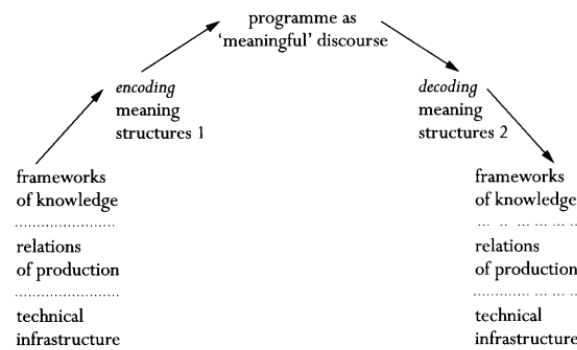 programme as
'meaningful' discourse
encoding
meaning
structures 1
decoding
meaning
structures 2
frameworks
of knowledge
relations
of production
technical
infrastructure
frameworks
of knowledge
relations
of production
technical
infrastructure